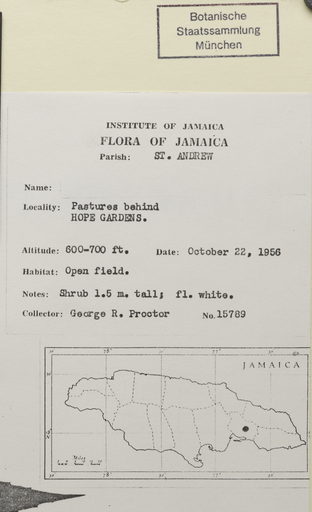 Botanische
Staatssammlung
München
INSTITUTE OF JAMAICA
FLORA OF JAMAICA
Parish: ST. ANDREW
Name:
Locality: Pastures behind
HOPE GARDENS.
Altitude: 600-700 ft. Date: October 22, 1956
Habitat: Open field.
Notes: Shrub 1.5 m. tall; fl. white.
Collector: George R. Proctor No. 15789
JAMAICA
Miles